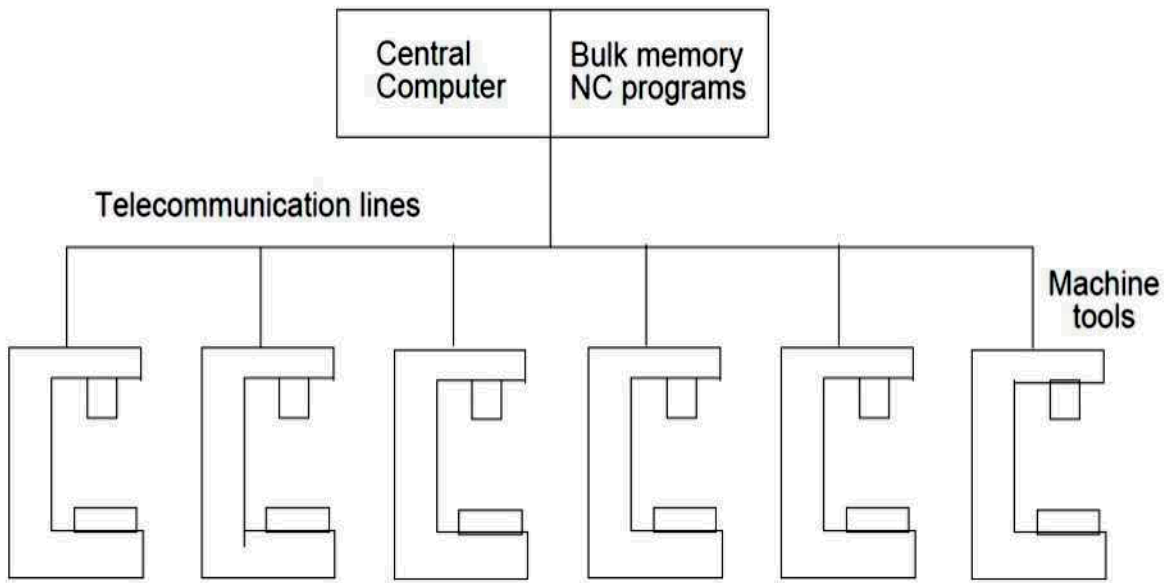 Central
Computer
Bulk memory
NC programs
Telecommunication lines
Machine
tools